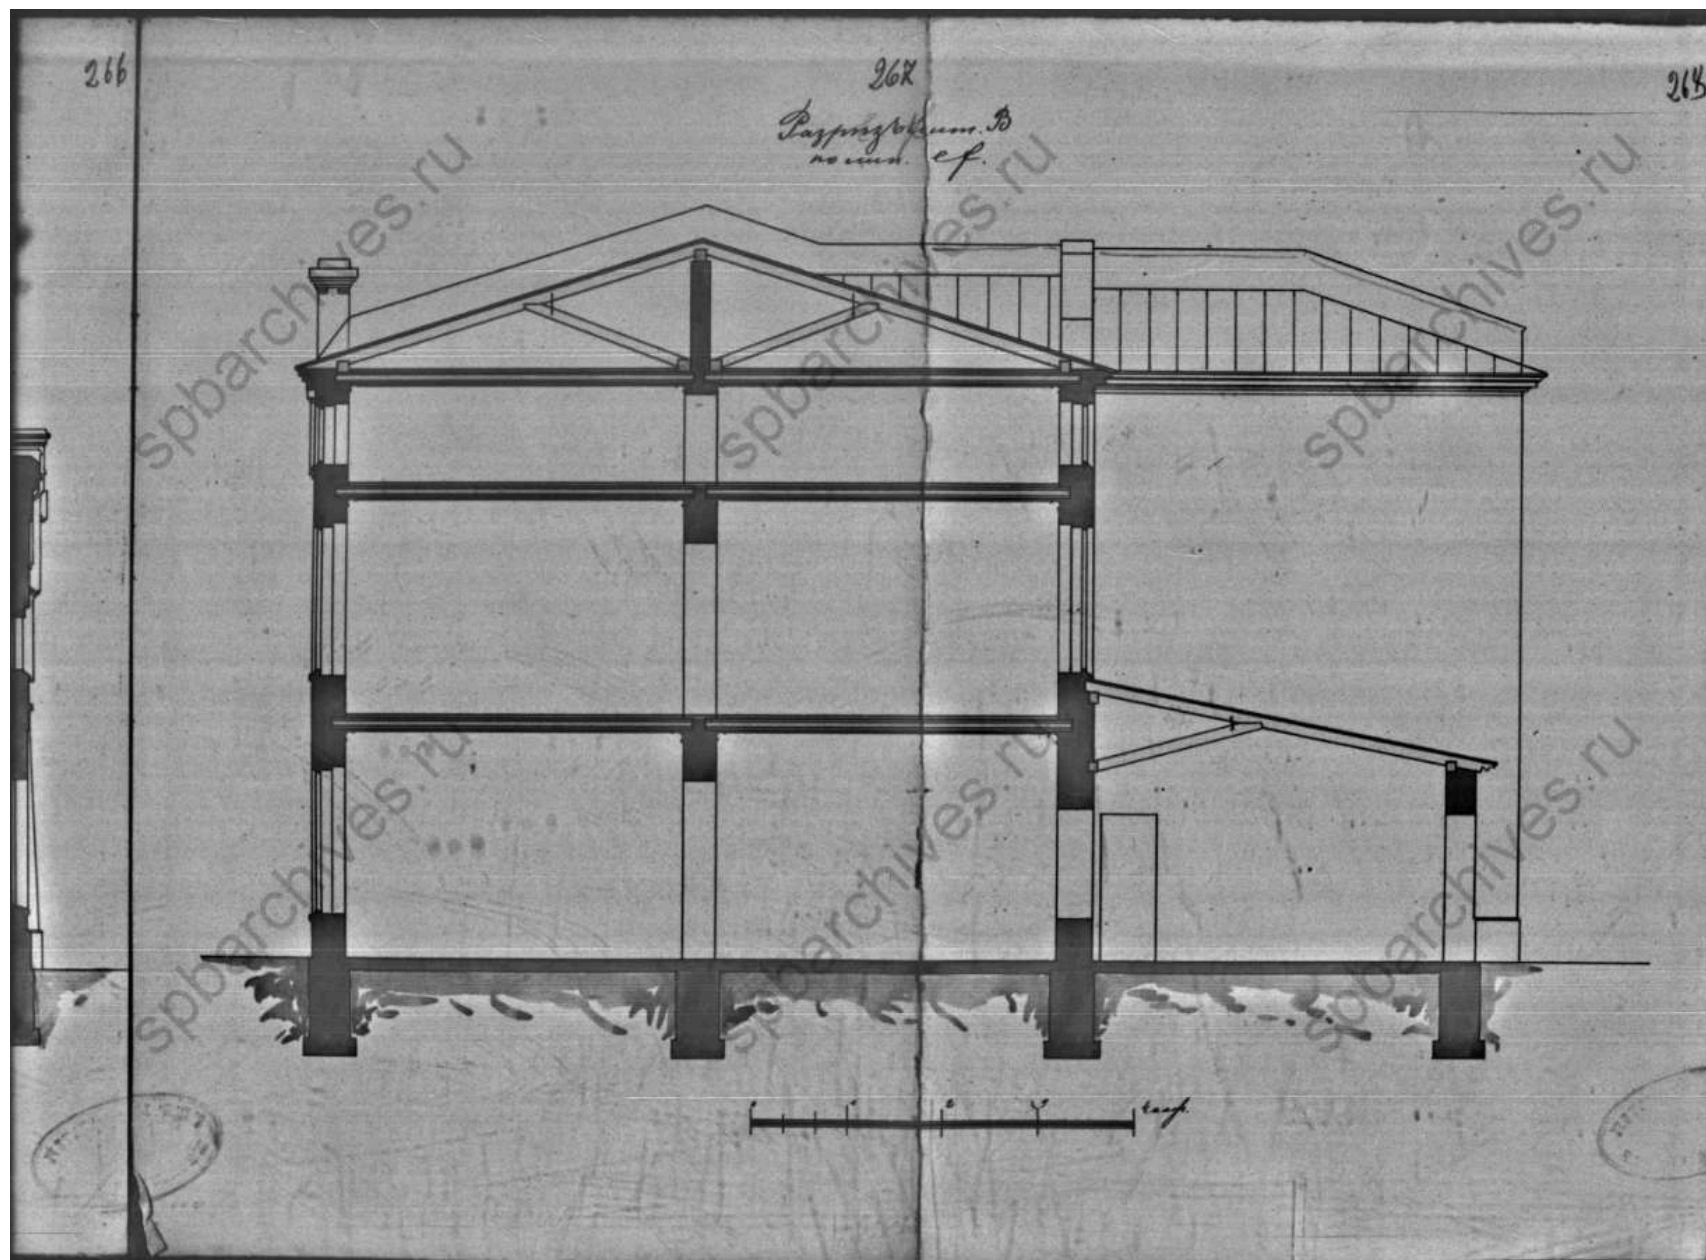 266
267
268
Разрѣзъ лит. В
по лин. ef.
spbarchives.ru
spbarchives.ru
spbarchives.ru
spbarchives.ru
spbarchives.ru
spbarchives.ru